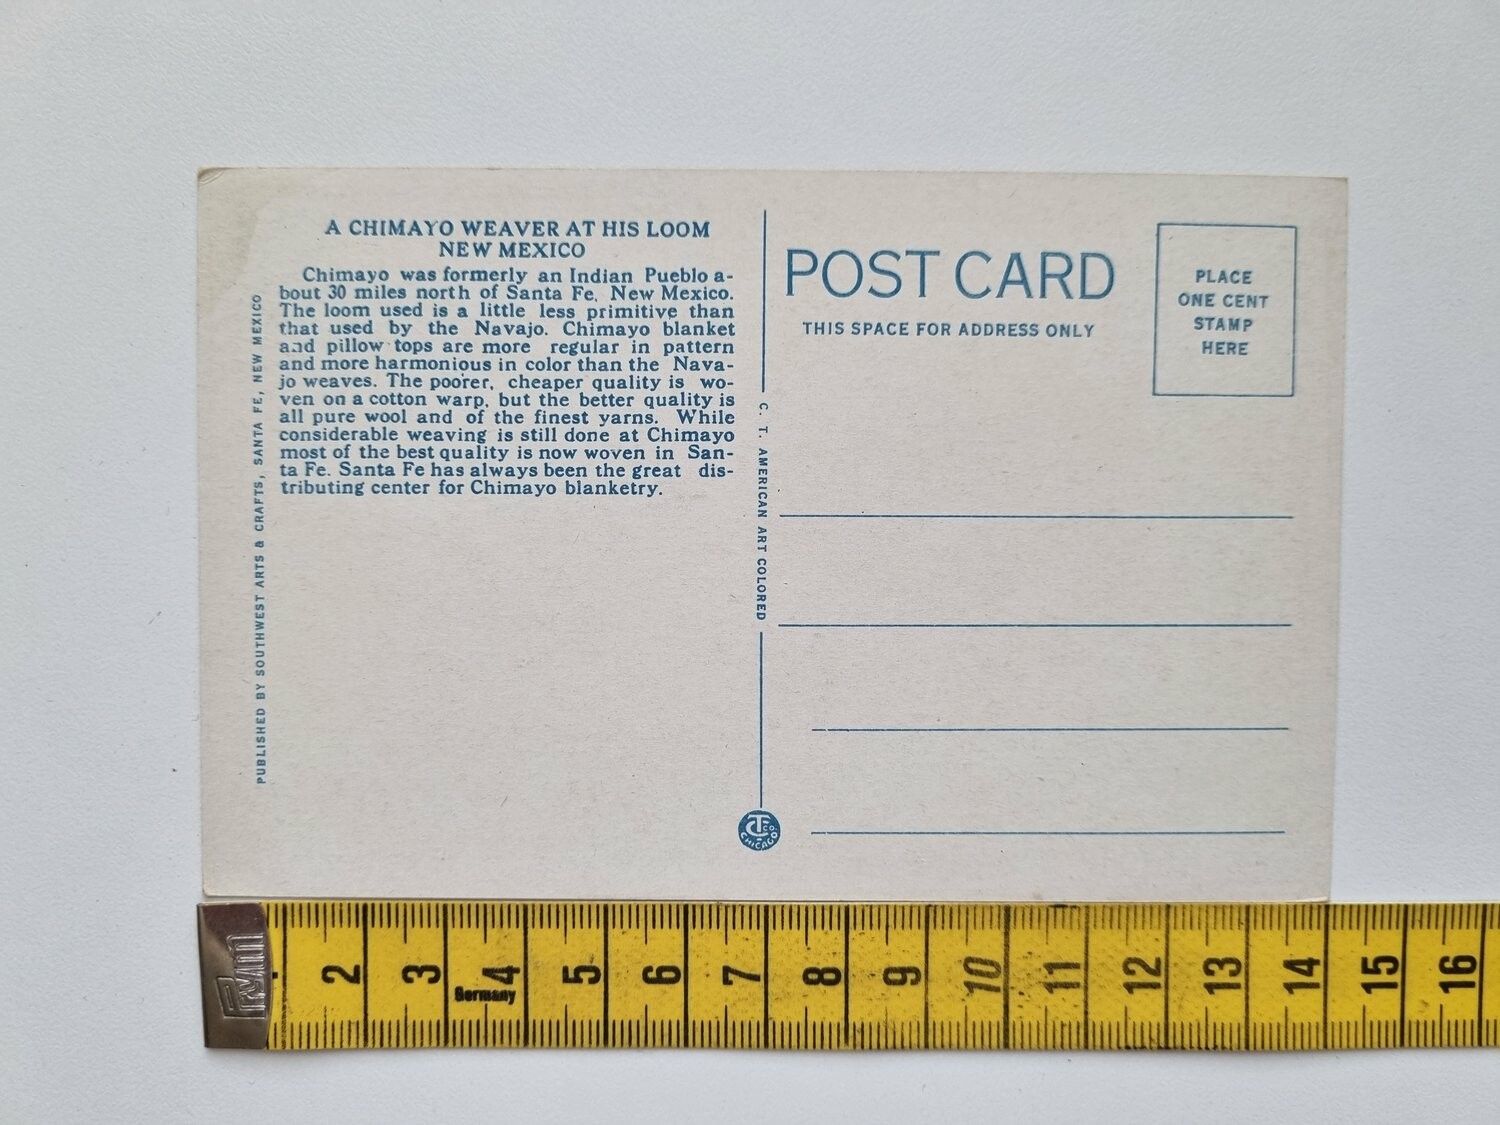 A CHIMAYO WEAVER AT HIS LOOM
NEW MEXICO
Chimayo was formerly an Indian Pueblo a-
bout 30 miles north of Santa Fe, New Mexico.
The loom used is a little less primitive than
that used by the Navajo. Chimayo blanket
and pillow tops are more regular in pattern
and more harmonious in color than the Nava-
jo weaves. The poorer, cheaper quality is wo-
ven on a cotton warp, but the better quality is
all pure wool and of the finest yarns. While
considerable weaving is still done at Chimayo
most of the best quality is now woven in San-
ta Fe. Santa Fe has always been the great dis-
tributing center for Chimayo blanketry.
PUBLISHED BY SOUTHWEST ARTS & CRAFTS, SANTA FE, NEW MEXICO
C. T. AMERICAN ART COLORED
CT CO. CHICAGO
POST CARD
THIS SPACE FOR ADDRESS ONLY
PLACE
ONE CENT
STAMP
HERE
Prym
2 3 4 5 6 7 8 9 10 11 12 13 14 15 16
Germany